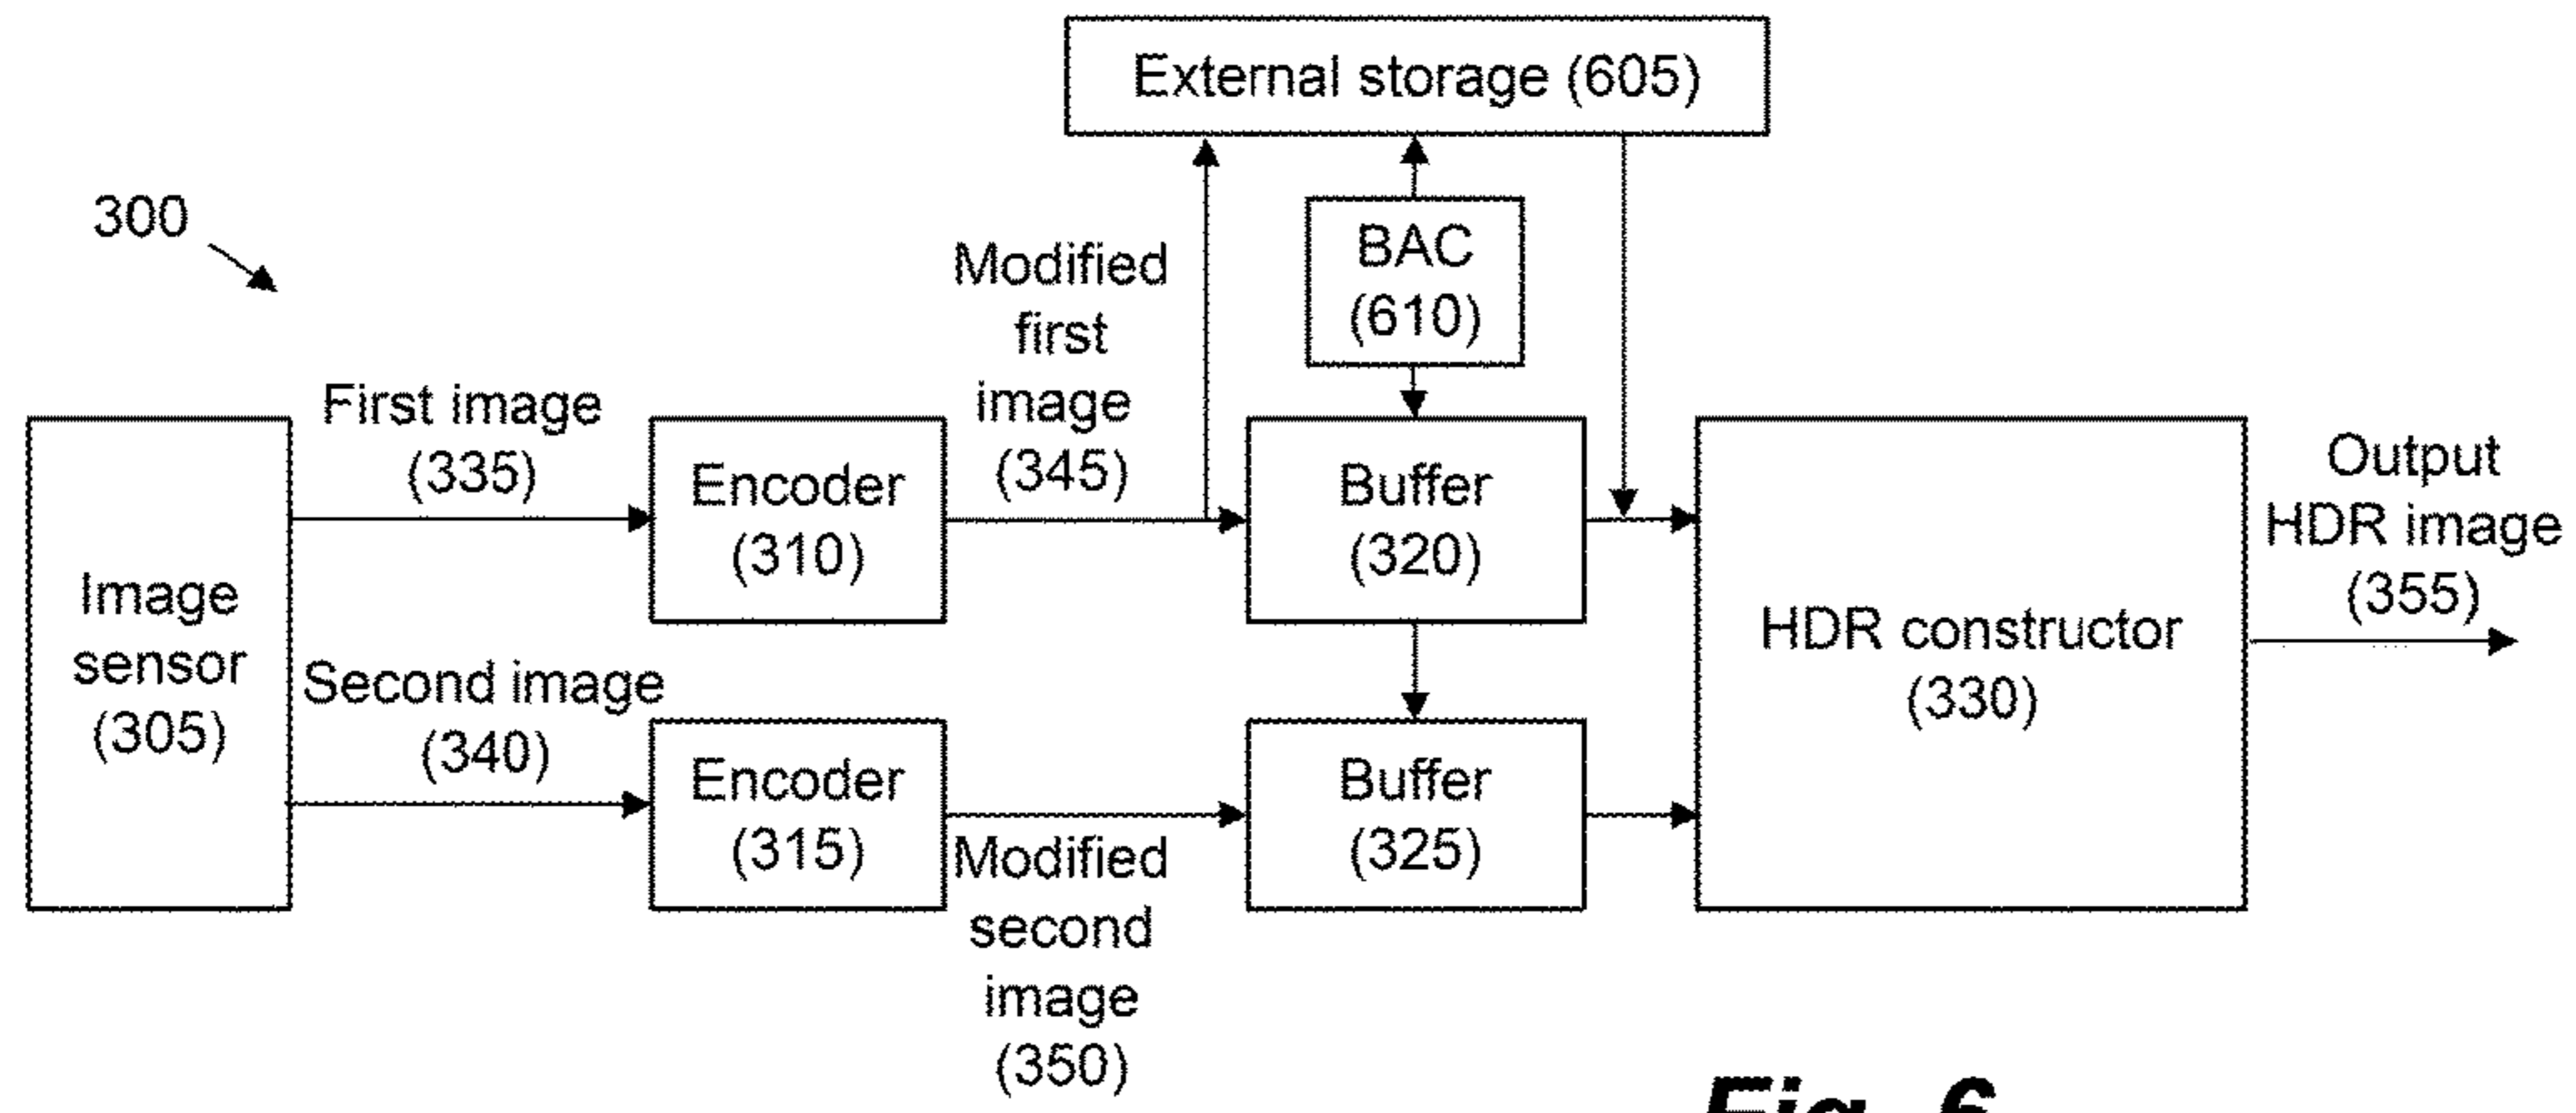 External storage (605)
300
BAC
(610)
Modified
first
image
(345)
First image
(335)
Image
sensor
(305)
Encoder
(310)
Buffer
(320)
HDR constructor
(330)
Output
HDR image
(355)
Second image
(340)
Encoder
(315)
Buffer
(325)
Modified
second
image
(350)
Fig. 6